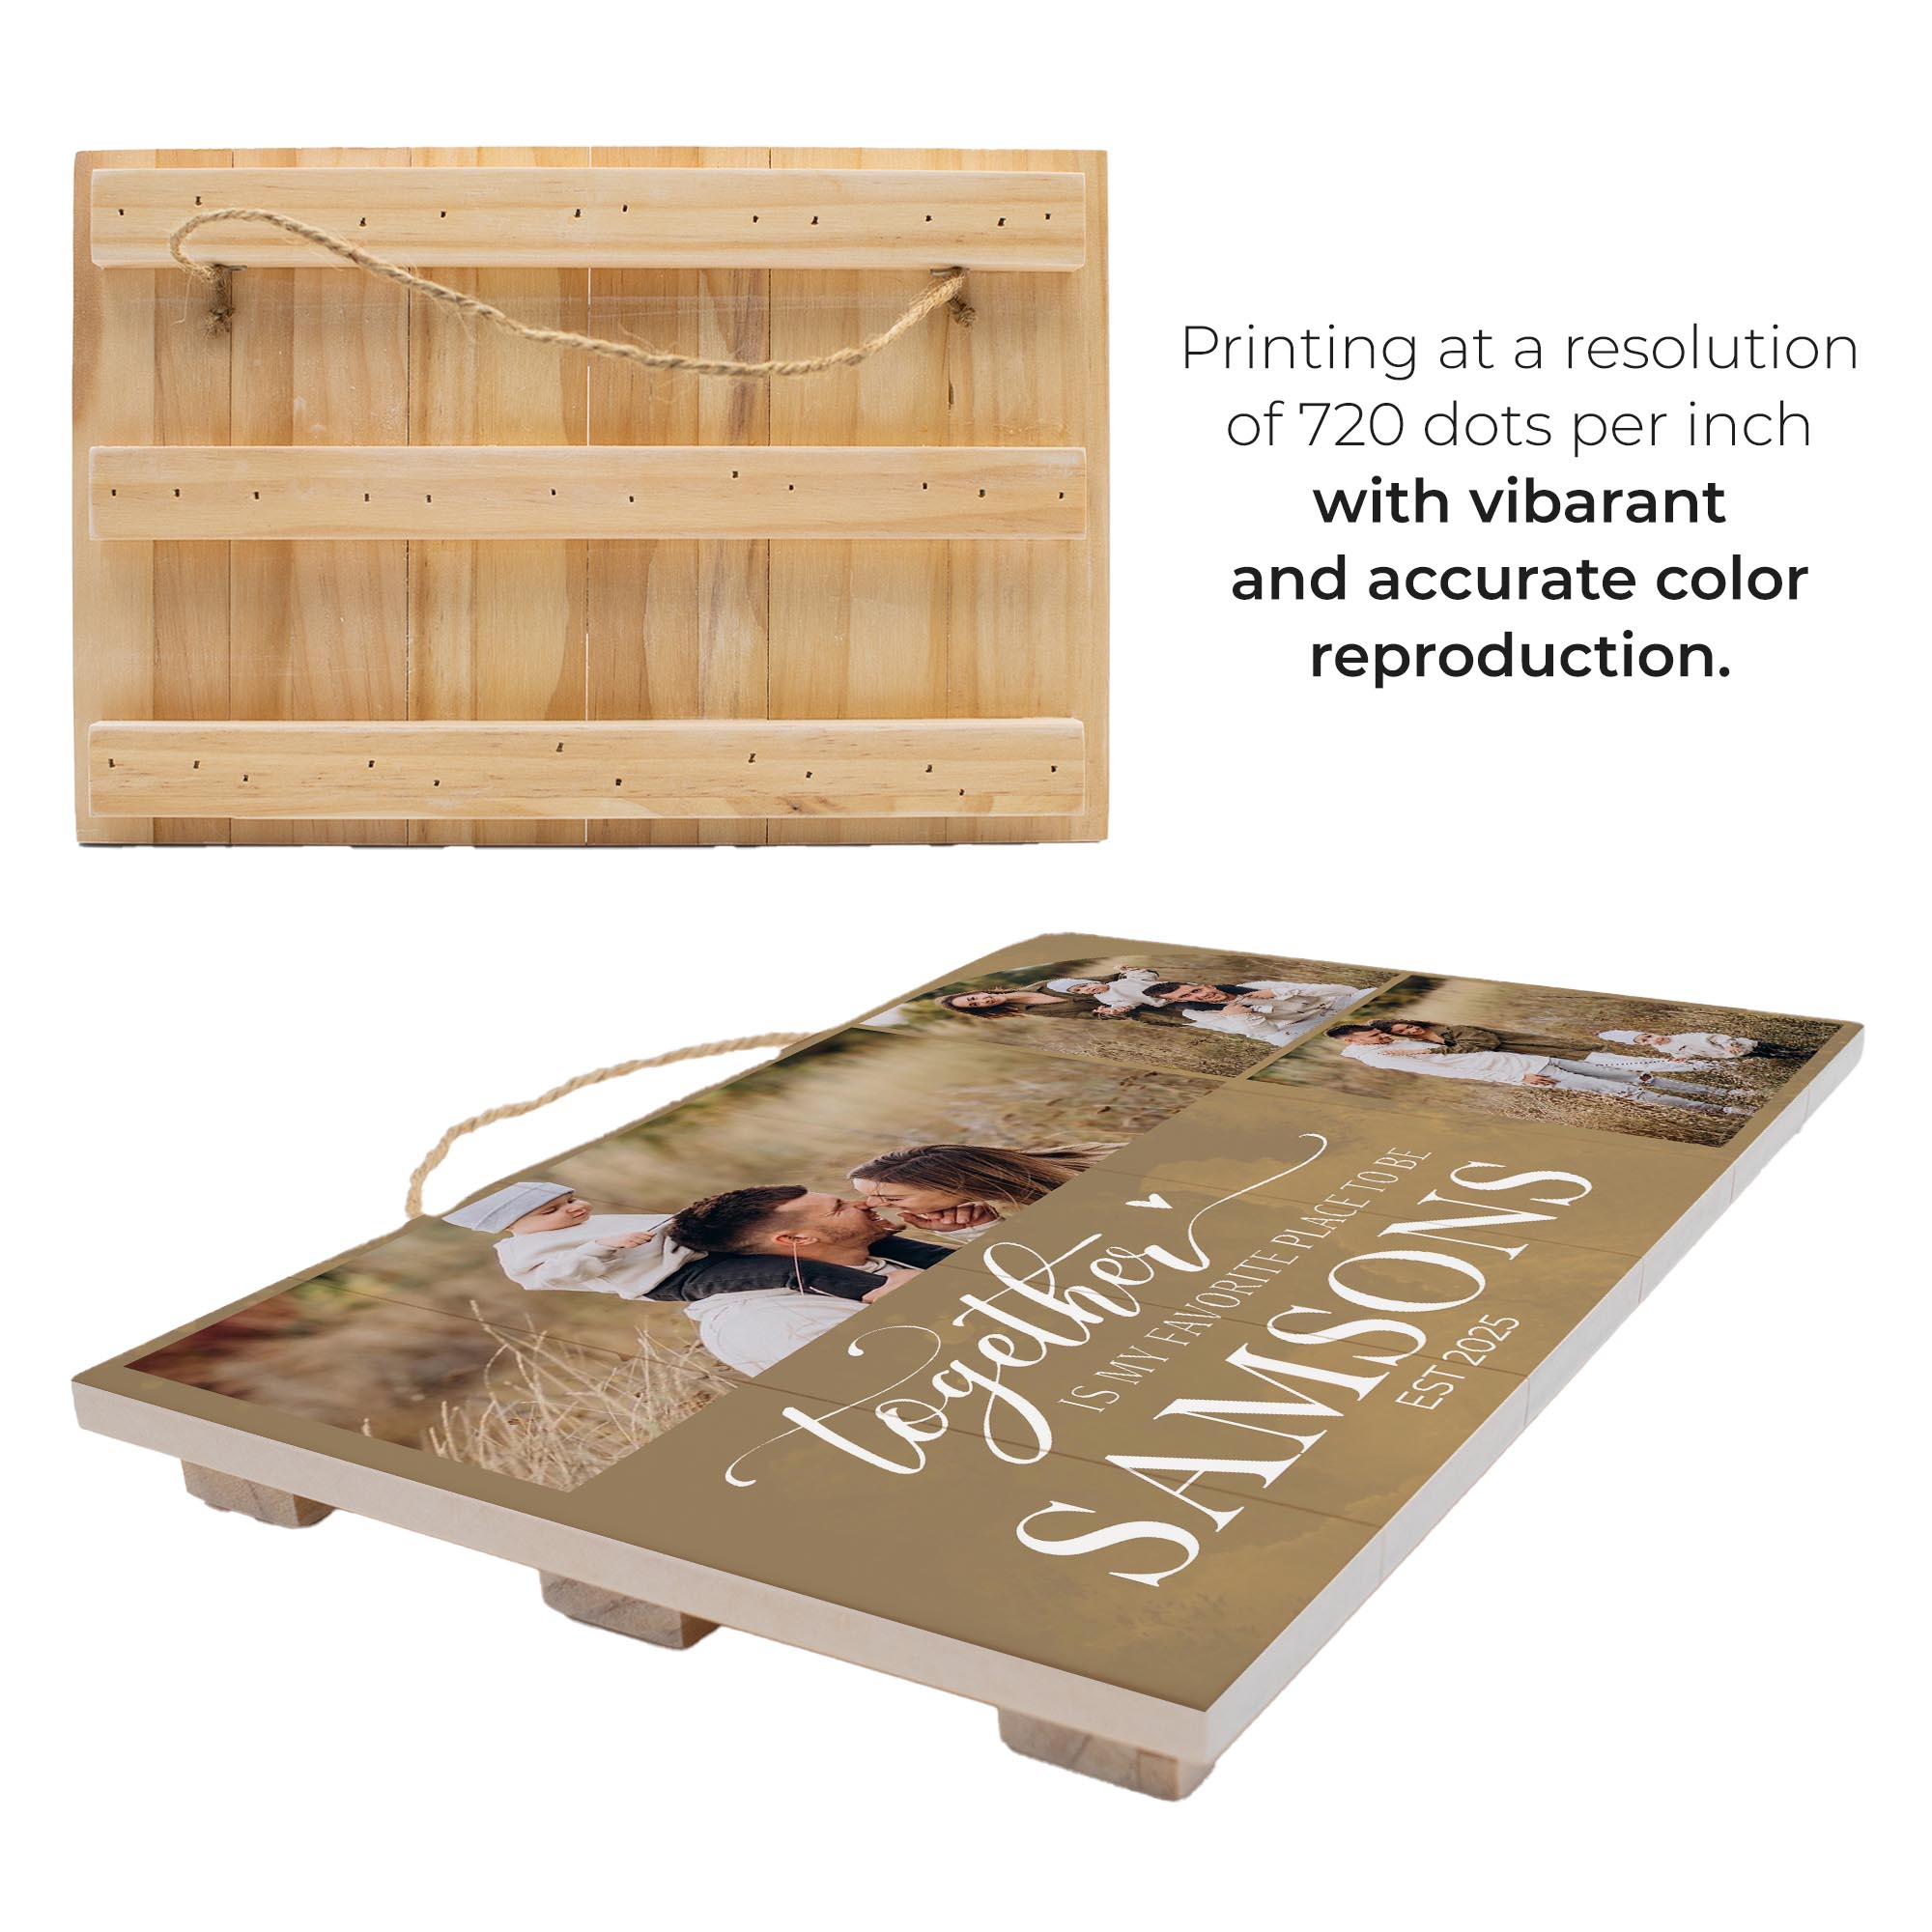 Printing at a resolution
of 720 dots per inch
with vibarant
and accurate color
reproduction.
together
IS MY FAVORITE PLACE TO BE
SAMSONS
EST 2025